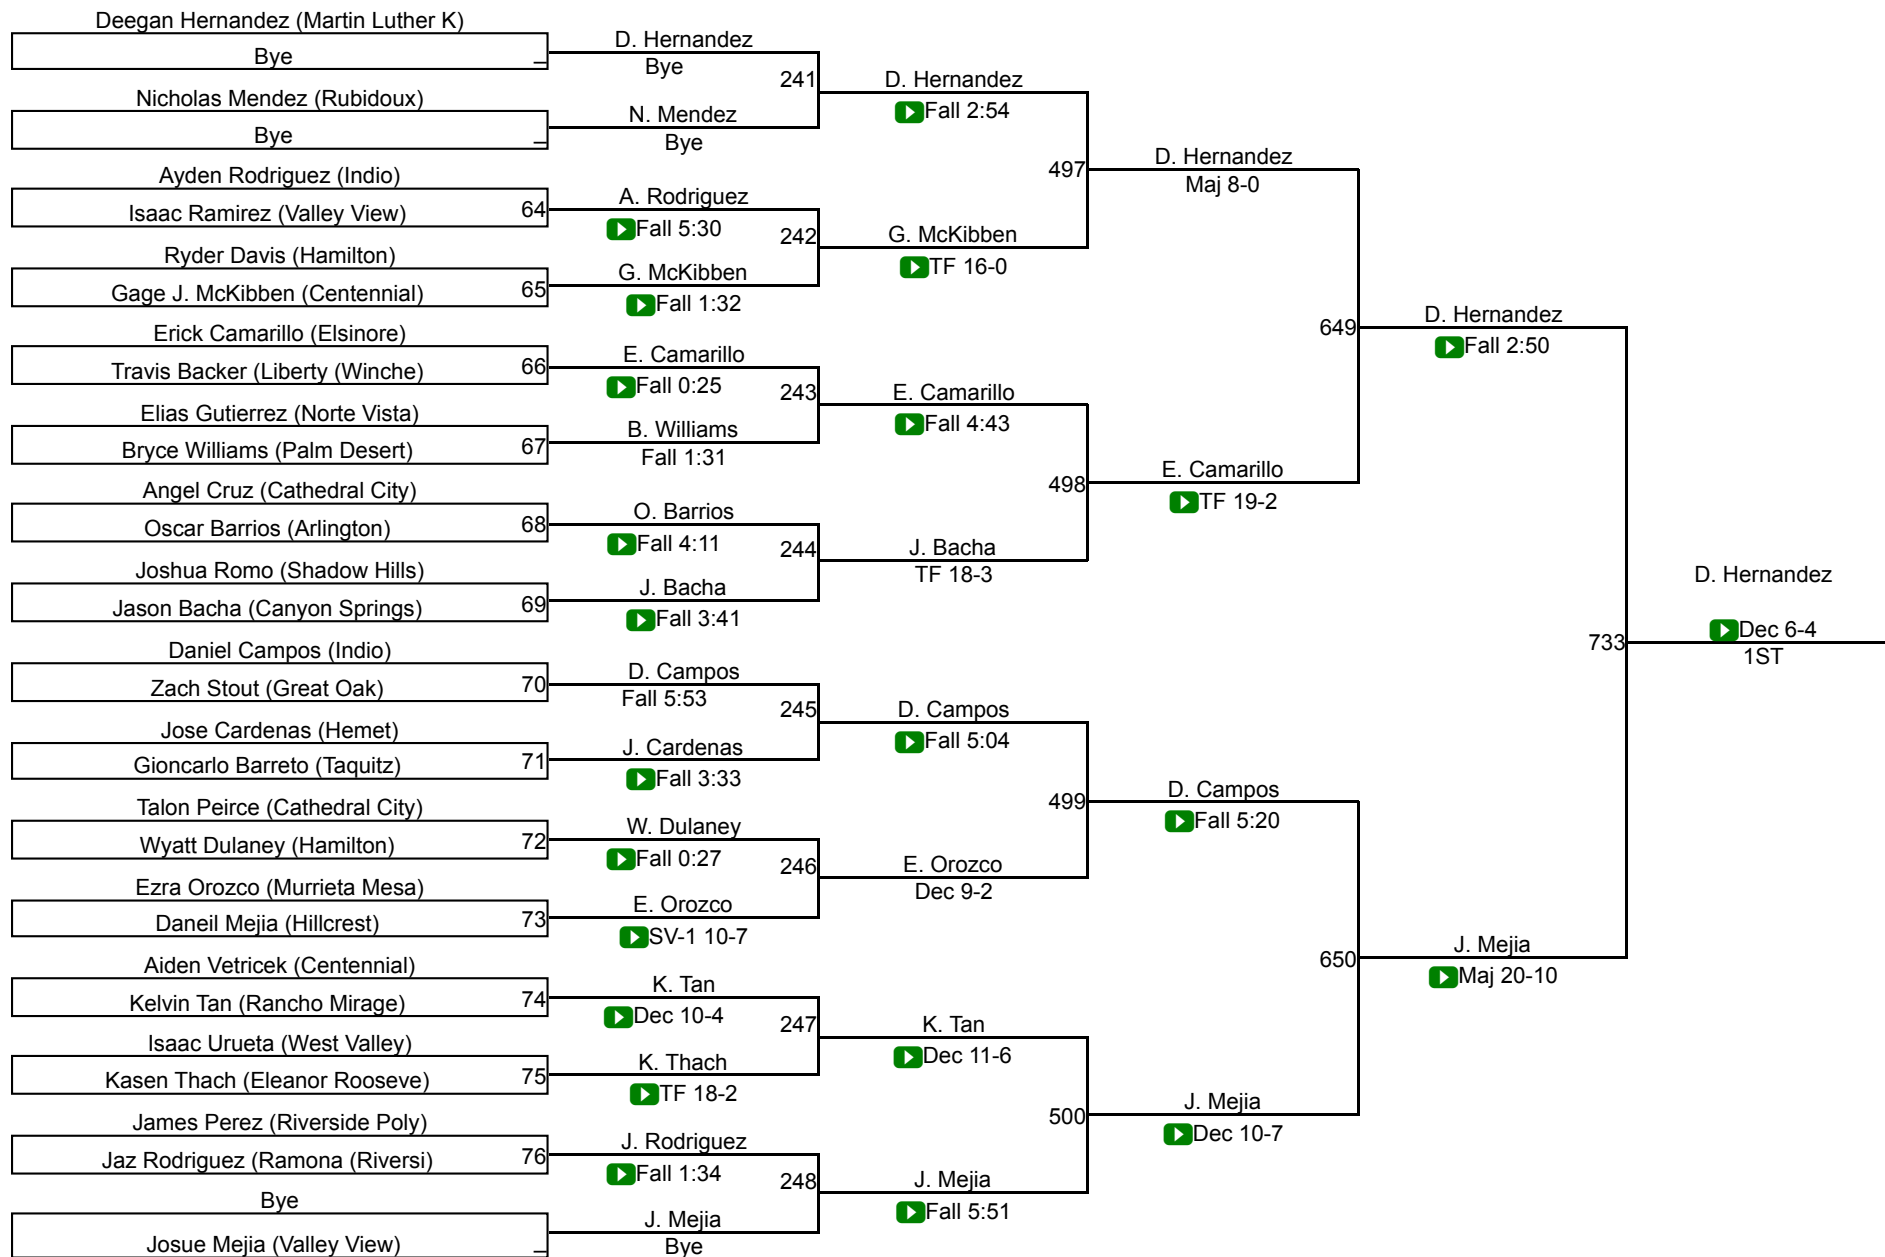 Deegan Hernandez (Martin Luther K)
Bye
Nicholas Mendez (Rubidoux)
Bye
Ayden Rodriguez (Indio)
Isaac Ramirez (Valley View) 64
Ryder Davis (Hamilton)
Gage J. McKibben (Centennial) 65
Erick Camarillo (Elsinore)
Travis Backer (Liberty (Winche) 66
Elias Gutierrez (Norte Vista)
Bryce Williams (Palm Desert) 67
Angel Cruz (Cathedral City)
Oscar Barrios (Arlington) 68
Joshua Romo (Shadow Hills)
Jason Bacha (Canyon Springs) 69
Daniel Campos (Indio)
Zach Stout (Great Oak) 70
Jose Cardenas (Hemet)
Gioncarlo Barreto (Taquitz) 71
Talon Peirce (Cathedral City)
Wyatt Dulaney (Hamilton) 72
Ezra Orozco (Murrieta Mesa)
Daneil Mejia (Hillcrest) 73
Aiden Vetricek (Centennial)
Kelvin Tan (Rancho Mirage) 74
Isaac Urueta (West Valley)
Kasen Thach (Eleanor Rooseve) 75
James Perez (Riverside Poly)
Jaz Rodriguez (Ramona (Riversi) 76
Bye
Josue Mejia (Valley View)
D. Hernandez
Bye
241
N. Mendez
Bye
A. Rodriguez
Fall 5:30
242
G. McKibben
Fall 1:32
E. Camarillo
Fall 0:25
243
B. Williams
Fall 1:31
O. Barrios
Fall 4:11
244
J. Bacha
Fall 3:41
D. Campos
Fall 5:53
245
J. Cardenas
Fall 3:33
W. Dulaney
Fall 0:27
246
E. Orozco
SV-1 10-7
K. Tan
Dec 10-4
247
K. Thach
TF 18-2
J. Rodriguez
Fall 1:34
248
J. Mejia
Bye
D. Hernandez
Fall 2:54
497
G. McKibben
TF 16-0
E. Camarillo
Fall 4:43
498
J. Bacha
TF 18-3
D. Campos
Fall 5:04
499
E. Orozco
Dec 9-2
K. Tan
Dec 11-6
500
J. Mejia
Fall 5:51
D. Hernandez
Maj 8-0
649
E. Camarillo
TF 19-2
D. Campos
Fall 5:20
650
J. Mejia
Dec 10-7
D. Hernandez
Fall 2:50
733
J. Mejia
Maj 20-10
D. Hernandez
Dec 6-4
1ST